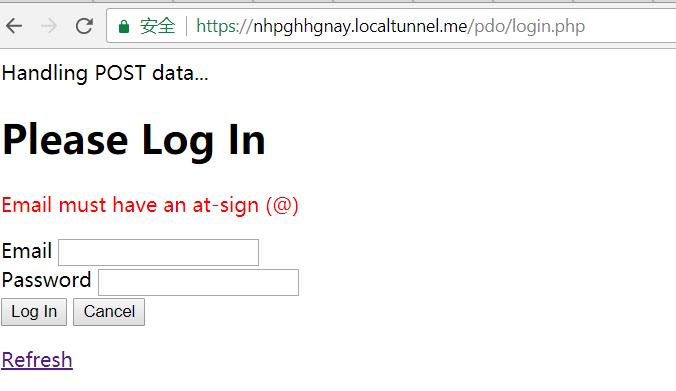 安全 https://nhpghhgnay.localtunnel.me/pdo/login.php
Handling POST data...
Please Log In
Email must have an at-sign (@)
Email
Password
Log In Cancel
Refresh